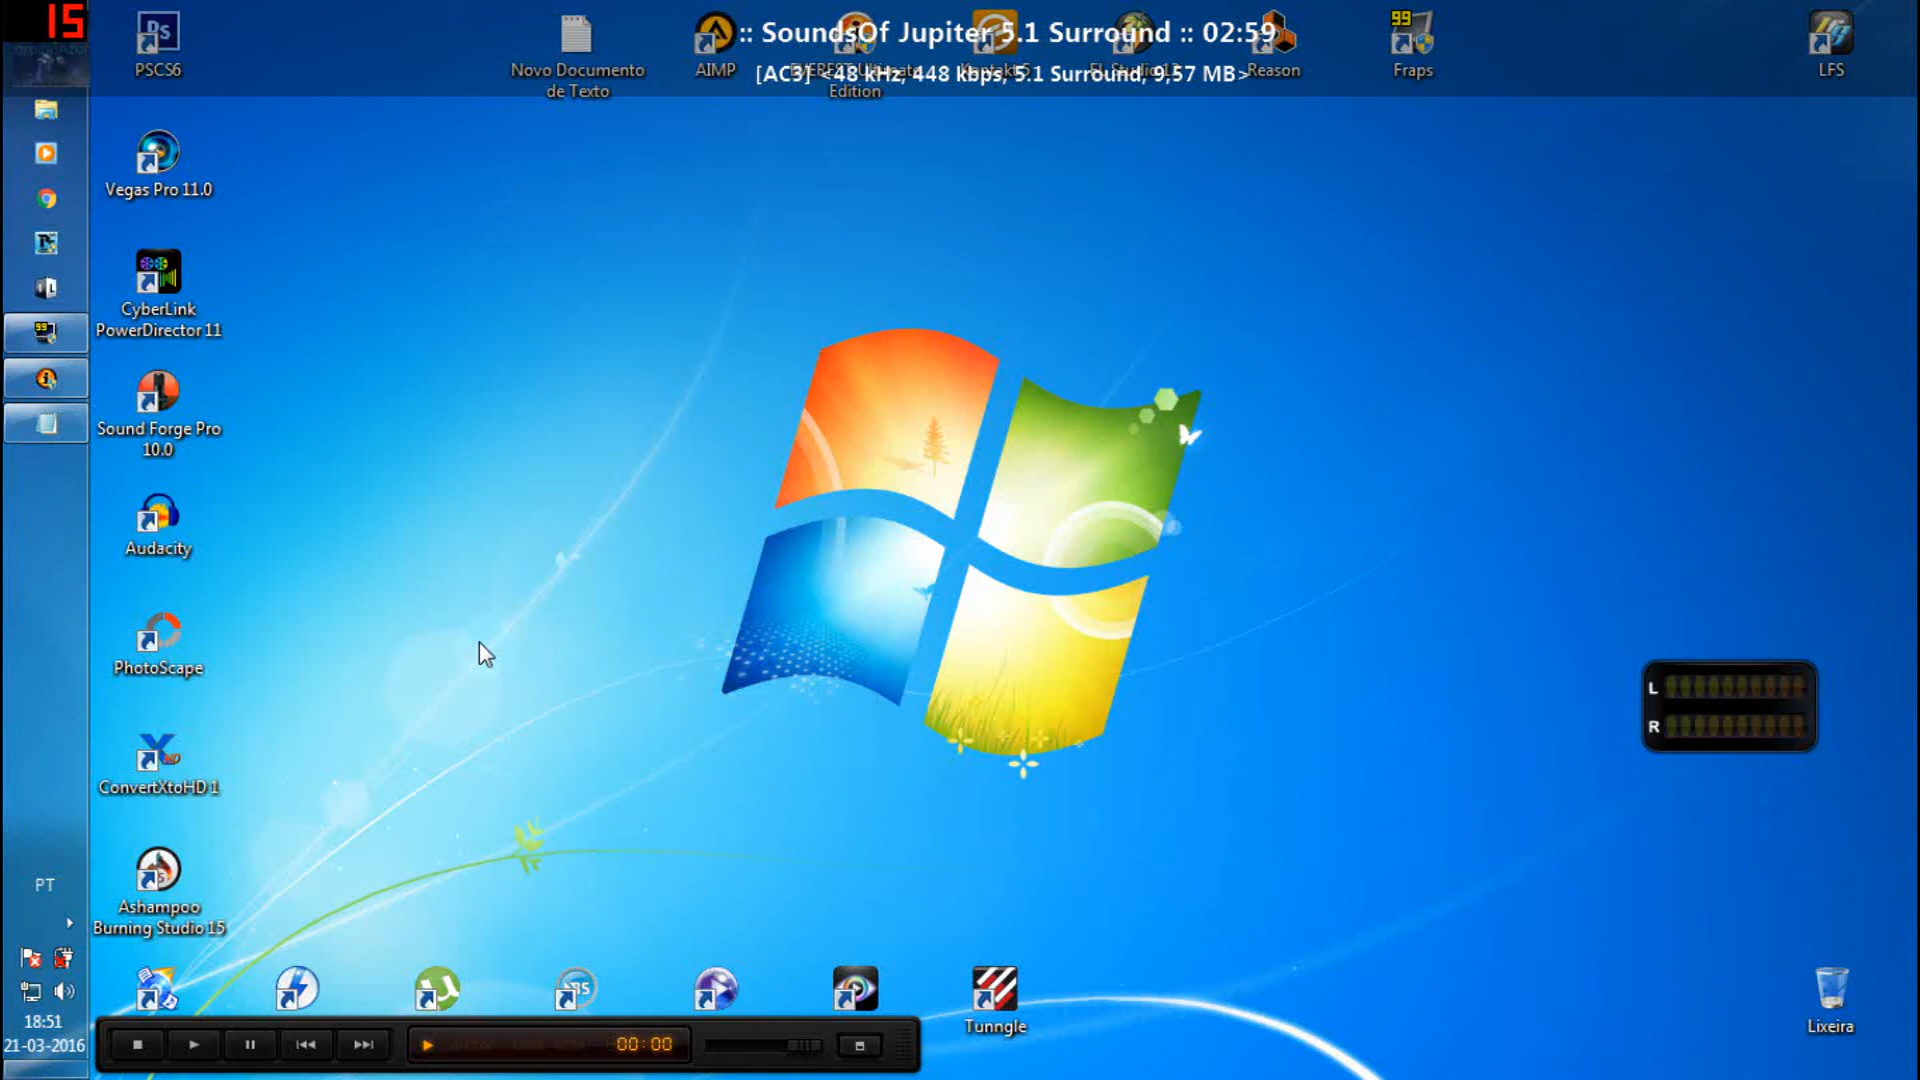 15
:: SoundsOf Jupiter 5.1 Surround :: 02:59
[AC3] <48 kHz, 448 kbps, 5.1 Surround, 9,57 MB>
PSCS6
Novo Documento
de Texto
AIMP
Edition
Reason
99
Fraps
LFS
Vegas Pro 11.0
CyberLink
PowerDirector 11
Sound Forge Pro
10.0
Audacity
PhotoScape
ConvertXtoHD 1
Ashampoo
Burning Studio 15
Tunngle
Lixeira
L
R
PT
18:51
21-03-2016
00:00